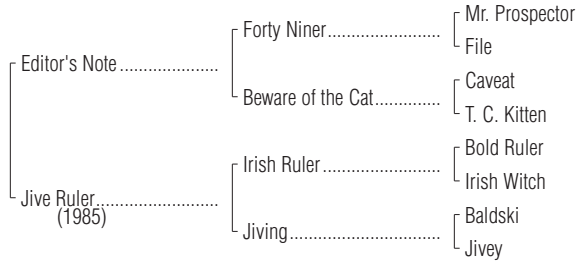 Mr. Prospector
Forty Niner..............................
File
Editor's Note ..........................
Caveat
Beware of the Cat.................
T. C. Kitten
Bold Ruler
Irish Ruler ...............................
Irish Witch
Jive Ruler................................
(1985)
Baldski
Jiving.......................................
Jivey